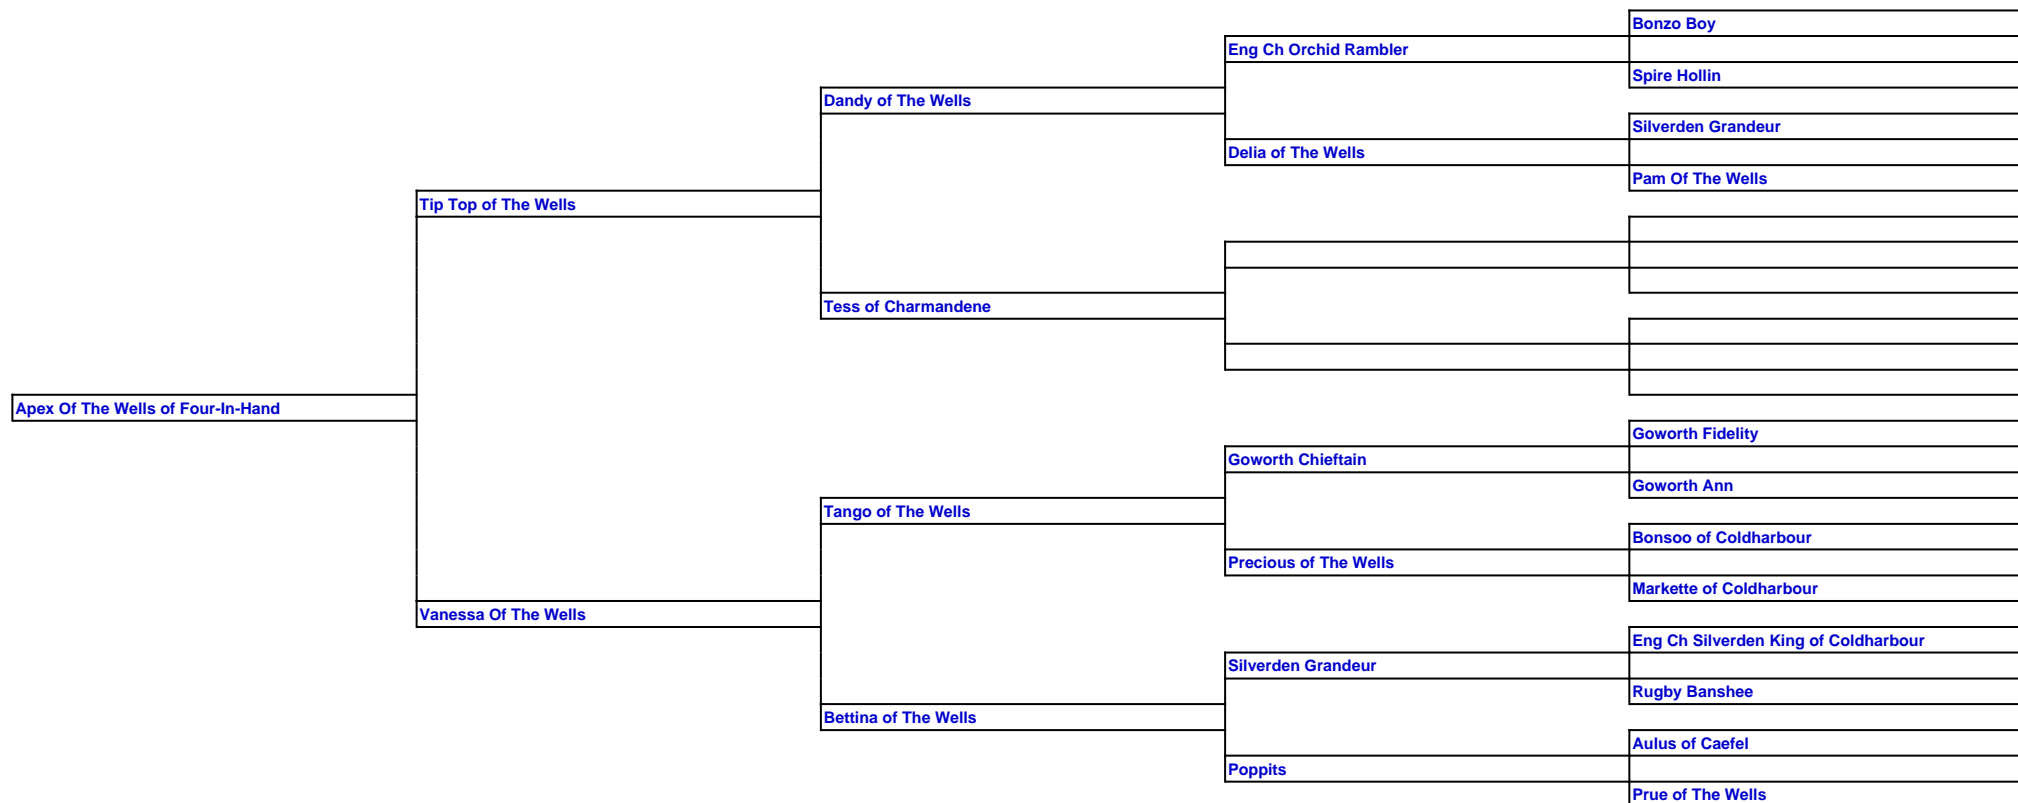 Bonzo Boy
Eng Ch Orchid Rambler
Spire Hollin
Dandy of The Wells
Silverden Grandeur
Delia of The Wells
Pam Of The Wells
Tip Top of The Wells
Tess of Charmandene
Apex Of The Wells of Four-In-Hand
Goworth Fidelity
Goworth Chieftain
Goworth Ann
Tango of The Wells
Bonsoo of Coldharbour
Precious of The Wells
Markette of Coldharbour
Vanessa Of The Wells
Eng Ch Silverden King of Coldharbour
Silverden Grandeur
Rugby Banshee
Bettina of The Wells
Aulus of Caefel
Poppits
Prue of The Wells